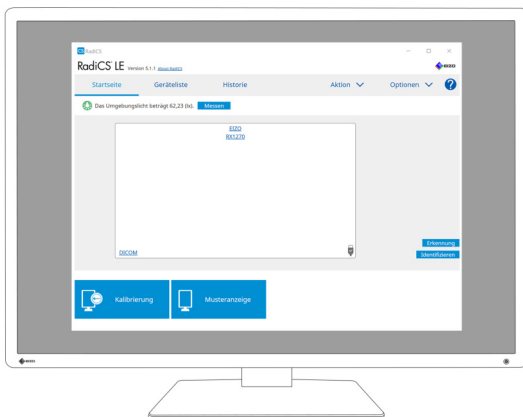 CS RadiCS
RadiCS® LE Version 5.1.1 About RadiCS
EIZO
Startseite Geräteliste Historie Aktion Optionen ?
Das Umgebungslicht beträgt 62,23 (lx). Messen
EIZO
RX1270
DICOM
Erkennung
Identifizieren
Kalibrierung Musteranzeige
EIZO